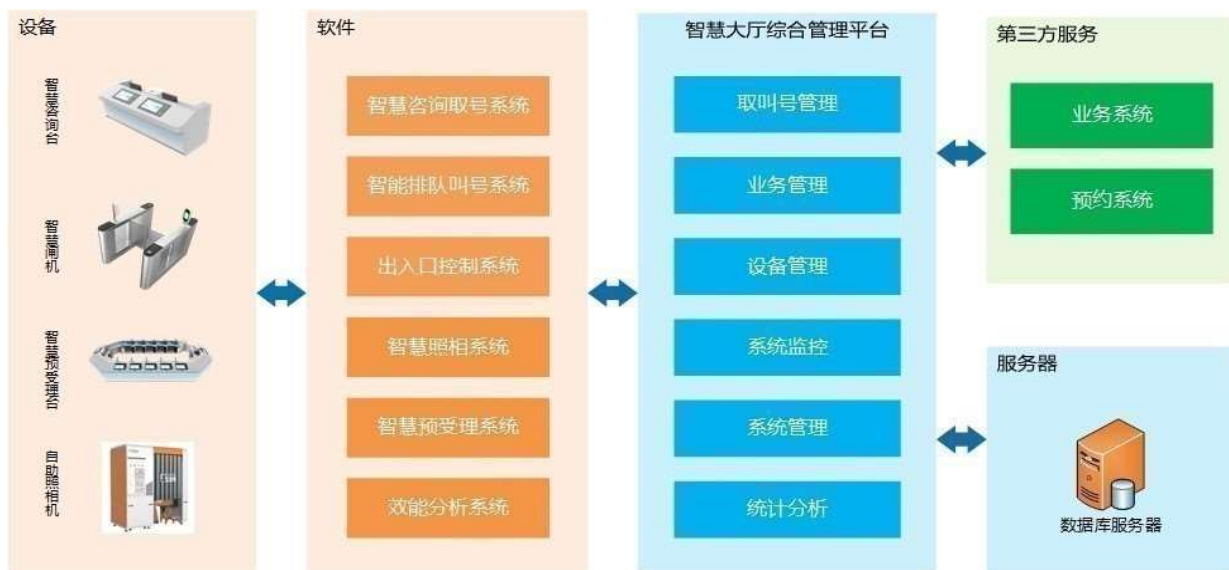 设备
智慧咨询台
智慧闸机
智慧预受理台
自助照相机
软件
智慧咨询取号系统
智能排队叫号系统
出入口控制系统
智慧照相系统
智慧预受理系统
效能分析系统
智慧大厅综合管理平台
取叫号管理
业务管理
设备管理
系统监控
系统管理
统计分析
第三方服务
业务系统
预约系统
服务器
数据库服务器